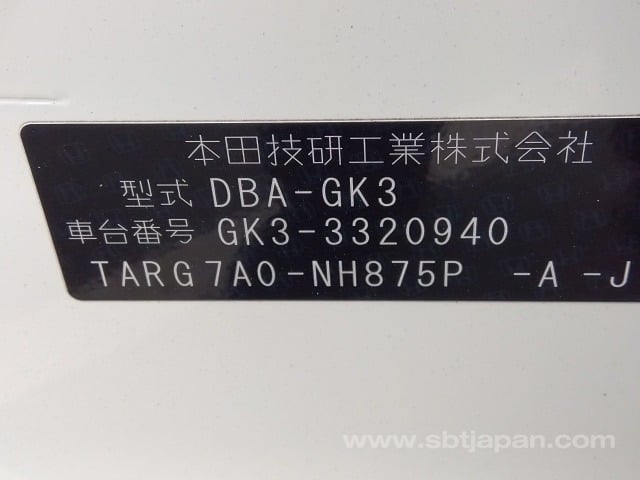 本田技研工業株式会社
型式 DBA-GK3
車台番号 GK3-3320940
TARG7A0-NH875P -A -J
www.sbtjapan.com